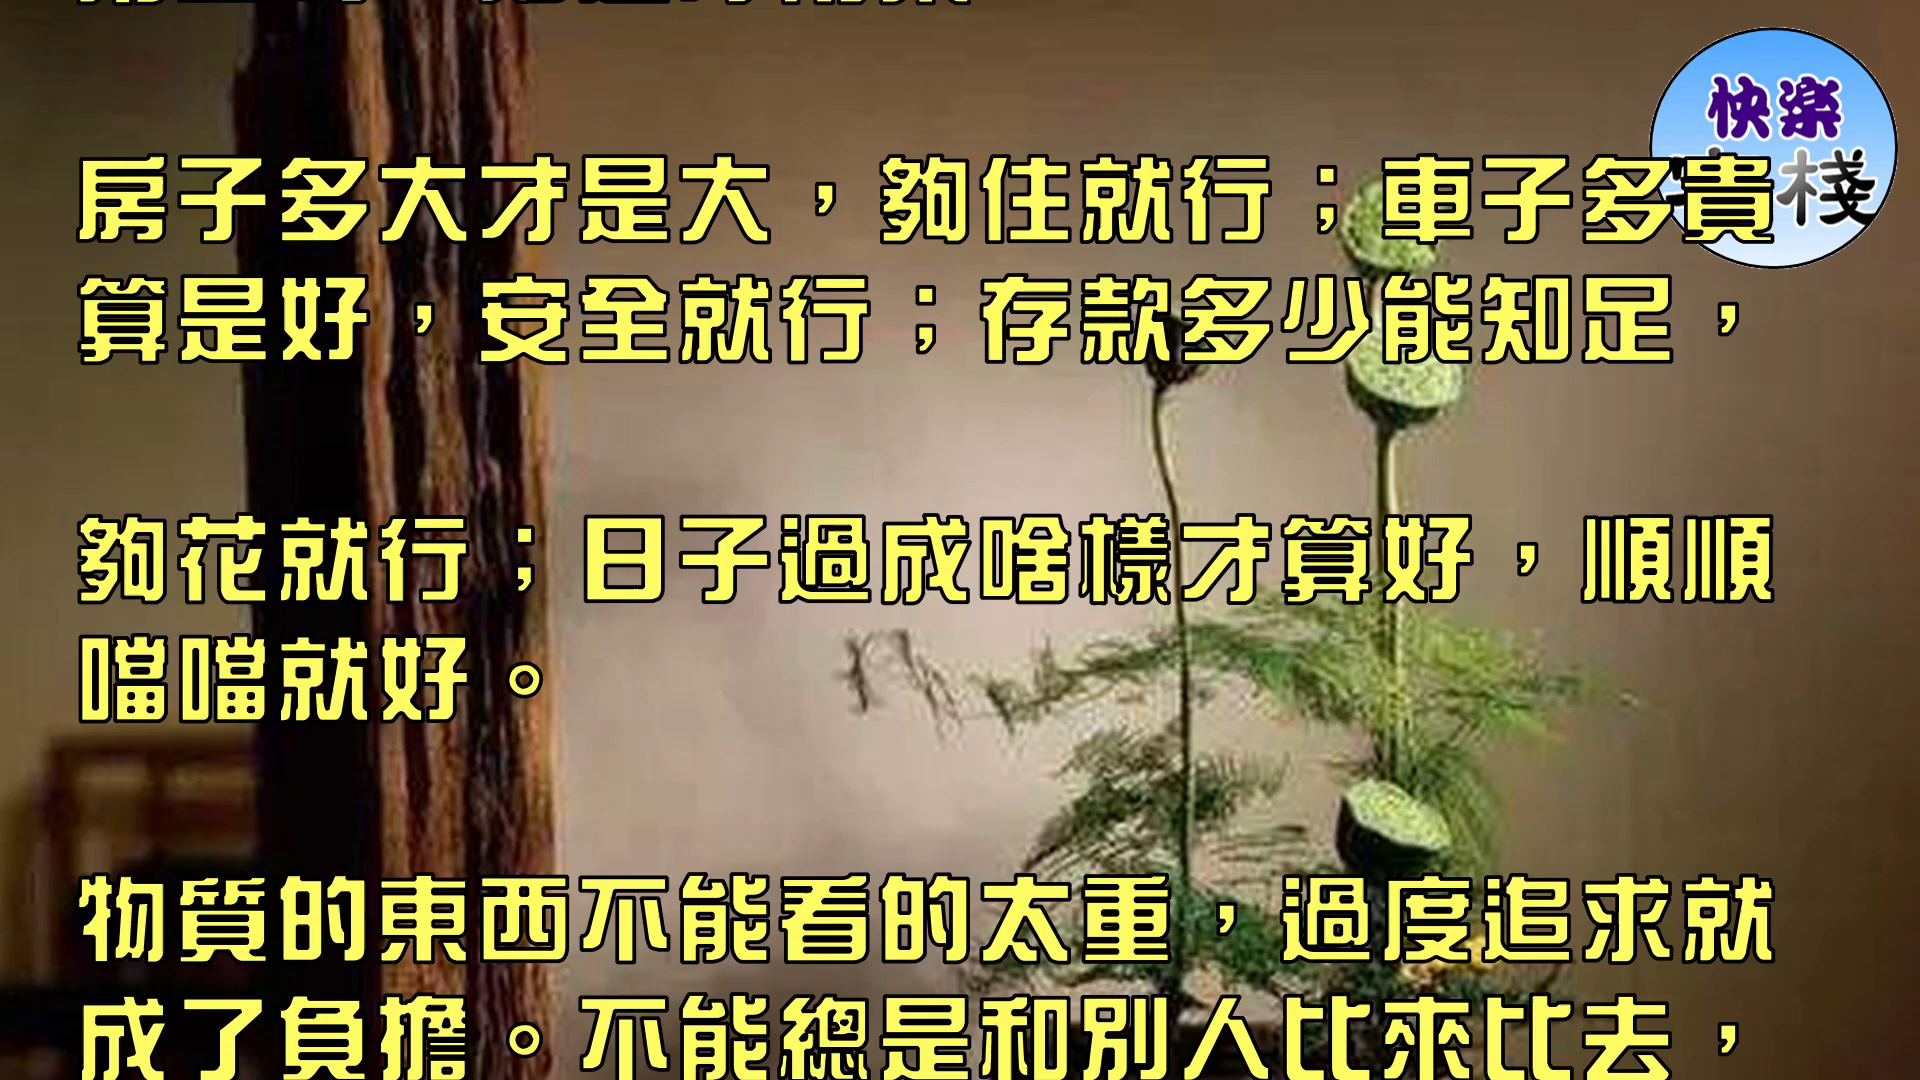 快楽
棧
房子多大才是大，夠住就行；車子多貴
算是好，安全就行；存款多少能知足，
夠花就行；日子過成啥樣才算好，順順
噹噹就好。
物質的東西不能看的太重，過度追求就
成了負擔。不能總是和別人比來比去，